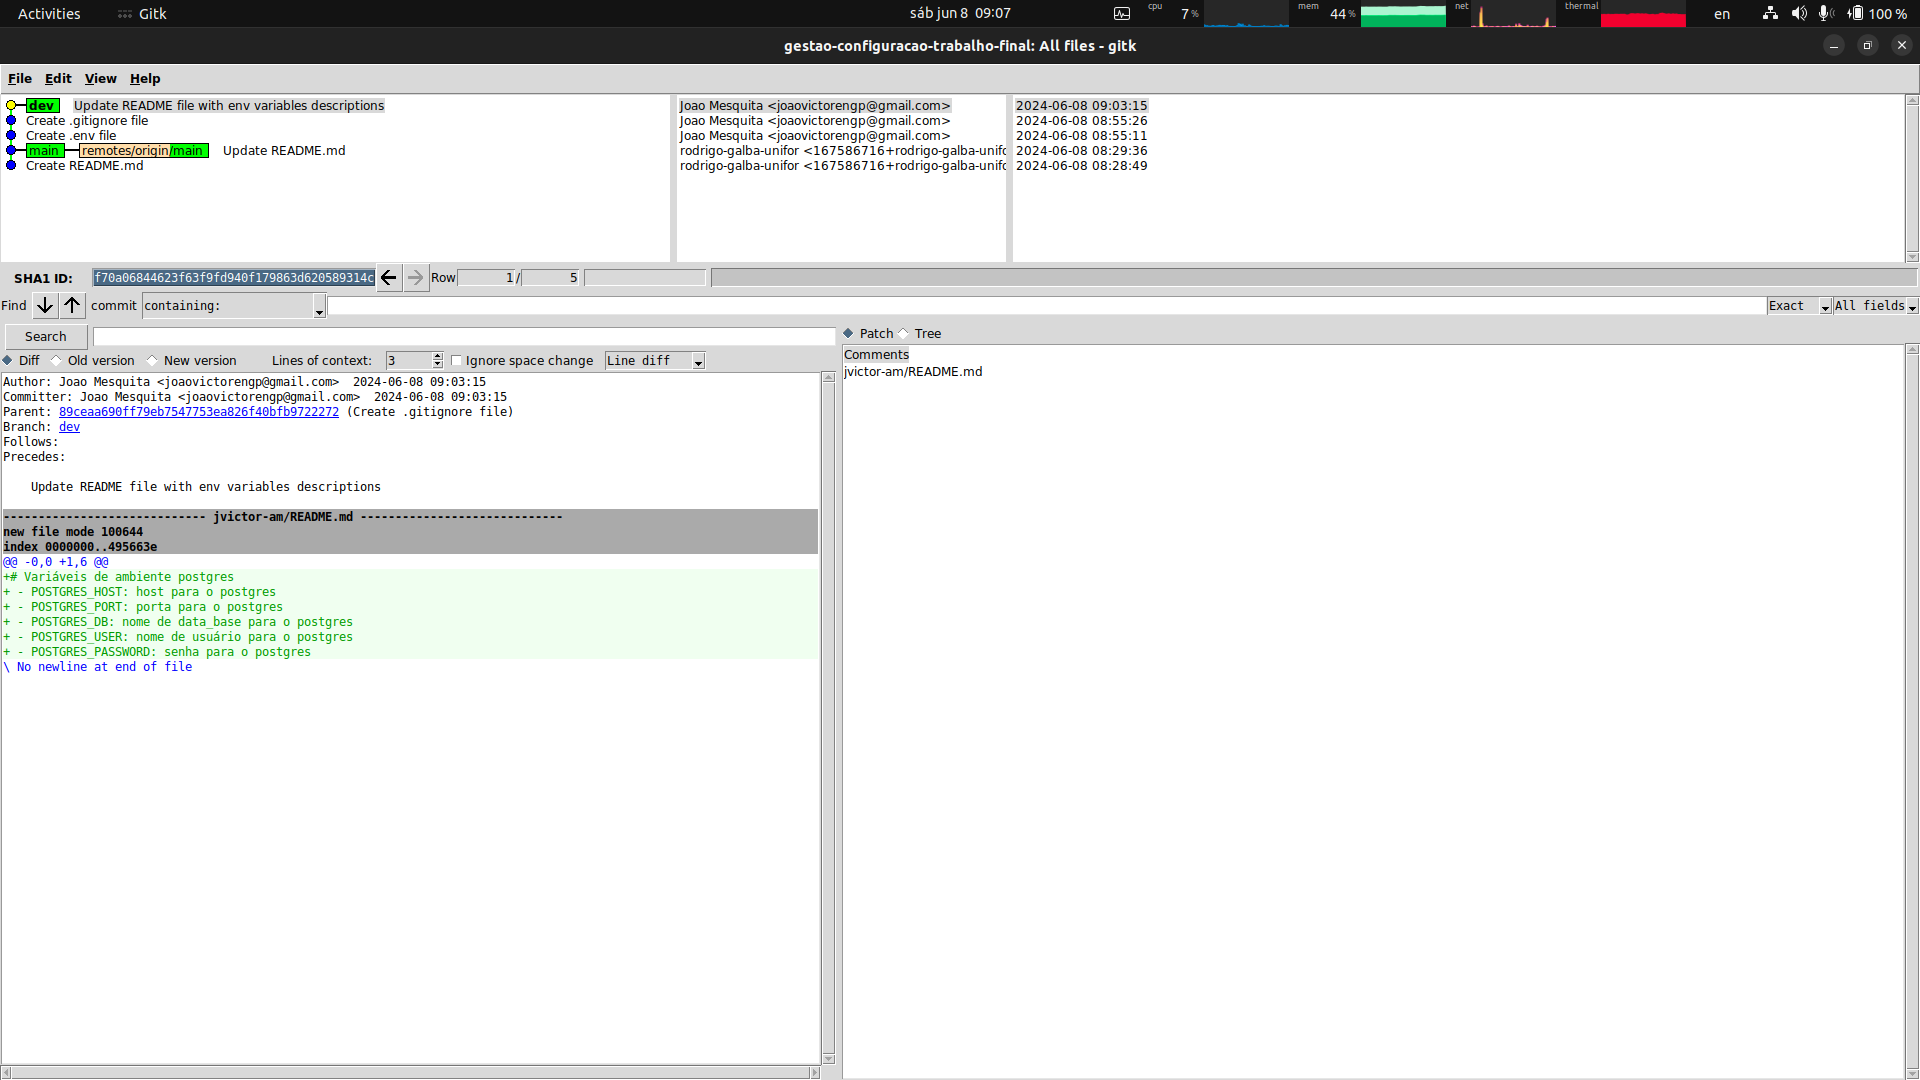 Activities Gitk sáb jun 8 09:07 cpu 7% mem 44% net thermal en 100 %
gestao-configuracao-trabalho-final: All files - gitk
File Edit View Help
dev Update README file with env variables descriptions Joao Mesquita <joaovictorengp@gmail.com> 2024-06-08 09:03:15
Create .gitignore file Joao Mesquita <joaovictorengp@gmail.com> 2024-06-08 08:55:26
Create .env file Joao Mesquita <joaovictorengp@gmail.com> 2024-06-08 08:55:11
main remotes/origin/main Update README.md rodrigo-galba-unifor <167586716+rodrigo-galba-unifo 2024-06-08 08:29:36
Create README.md rodrigo-galba-unifor <167586716+rodrigo-galba-unifo 2024-06-08 08:28:49
SHA1 ID: f70a06844623f63f9fd940f179863d620589314c Row 1 / 5
Find commit containing: Exact All fields
Search
Diff Old version New version Lines of context: 3 Ignore space change Line diff
Author: Joao Mesquita <joaovictorengp@gmail.com> 2024-06-08 09:03:15
Committer: Joao Mesquita <joaovictorengp@gmail.com> 2024-06-08 09:03:15
Parent: 89ceaa690ff79eb7547753ea826f40bfb9722272 (Create .gitignore file)
Branch: dev
Follows:
Precedes:
Update README file with env variables descriptions
----------------------------- jvictor-am/README.md -----------------------------
new file mode 100644
index 0000000..495663e
@@ -0,0 +1,6 @@
+# Variáveis de ambiente postgres
+ - POSTGRES_HOST: host para o postgres
+ - POSTGRES_PORT: porta para o postgres
+ - POSTGRES_DB: nome de data_base para o postgres
+ - POSTGRES_USER: nome de usuário para o postgres
+ - POSTGRES_PASSWORD: senha para o postgres
\ No newline at end of file
Patch Tree
Comments
jvictor-am/README.md